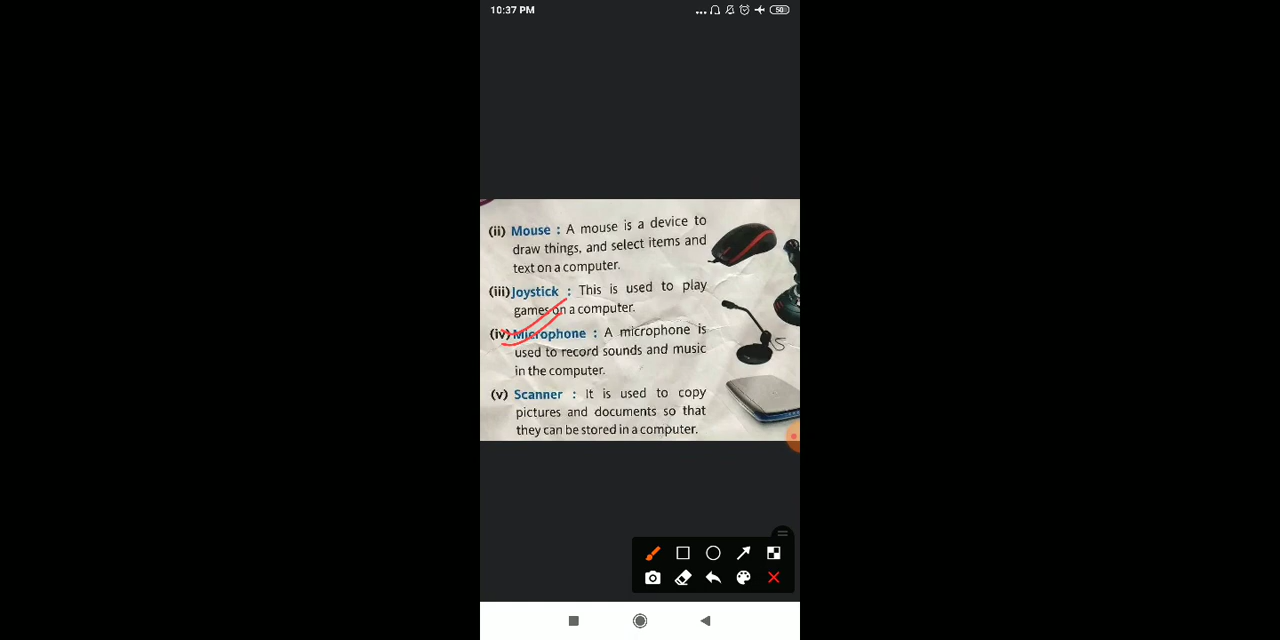 10:37 PM
50
(ii) Mouse : A mouse is a device to
draw things, and select items and
text on a computer.
(iii) Joystick : This is used to play
games on a computer.
(iv) Microphone : A microphone is
used to record sounds and music
in the computer.
(v) Scanner : It is used to copy
pictures and documents so that
they can be stored in a computer.